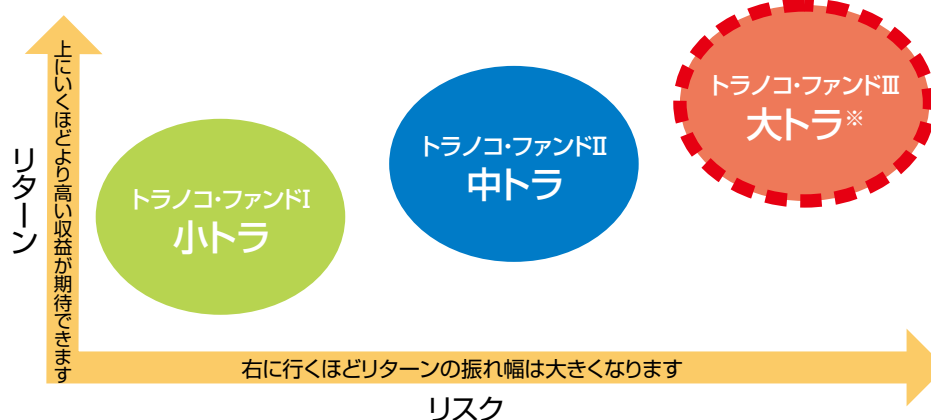 リターン
上にいくほどより高い収益が期待できます
トラノコ・ファンドⅠ
小トラ
トラノコ・ファンドⅡ
中トラ
トラノコ・ファンドⅢ
大トラ※
右に行くほどリターンの振れ幅は大きくなります
リスク